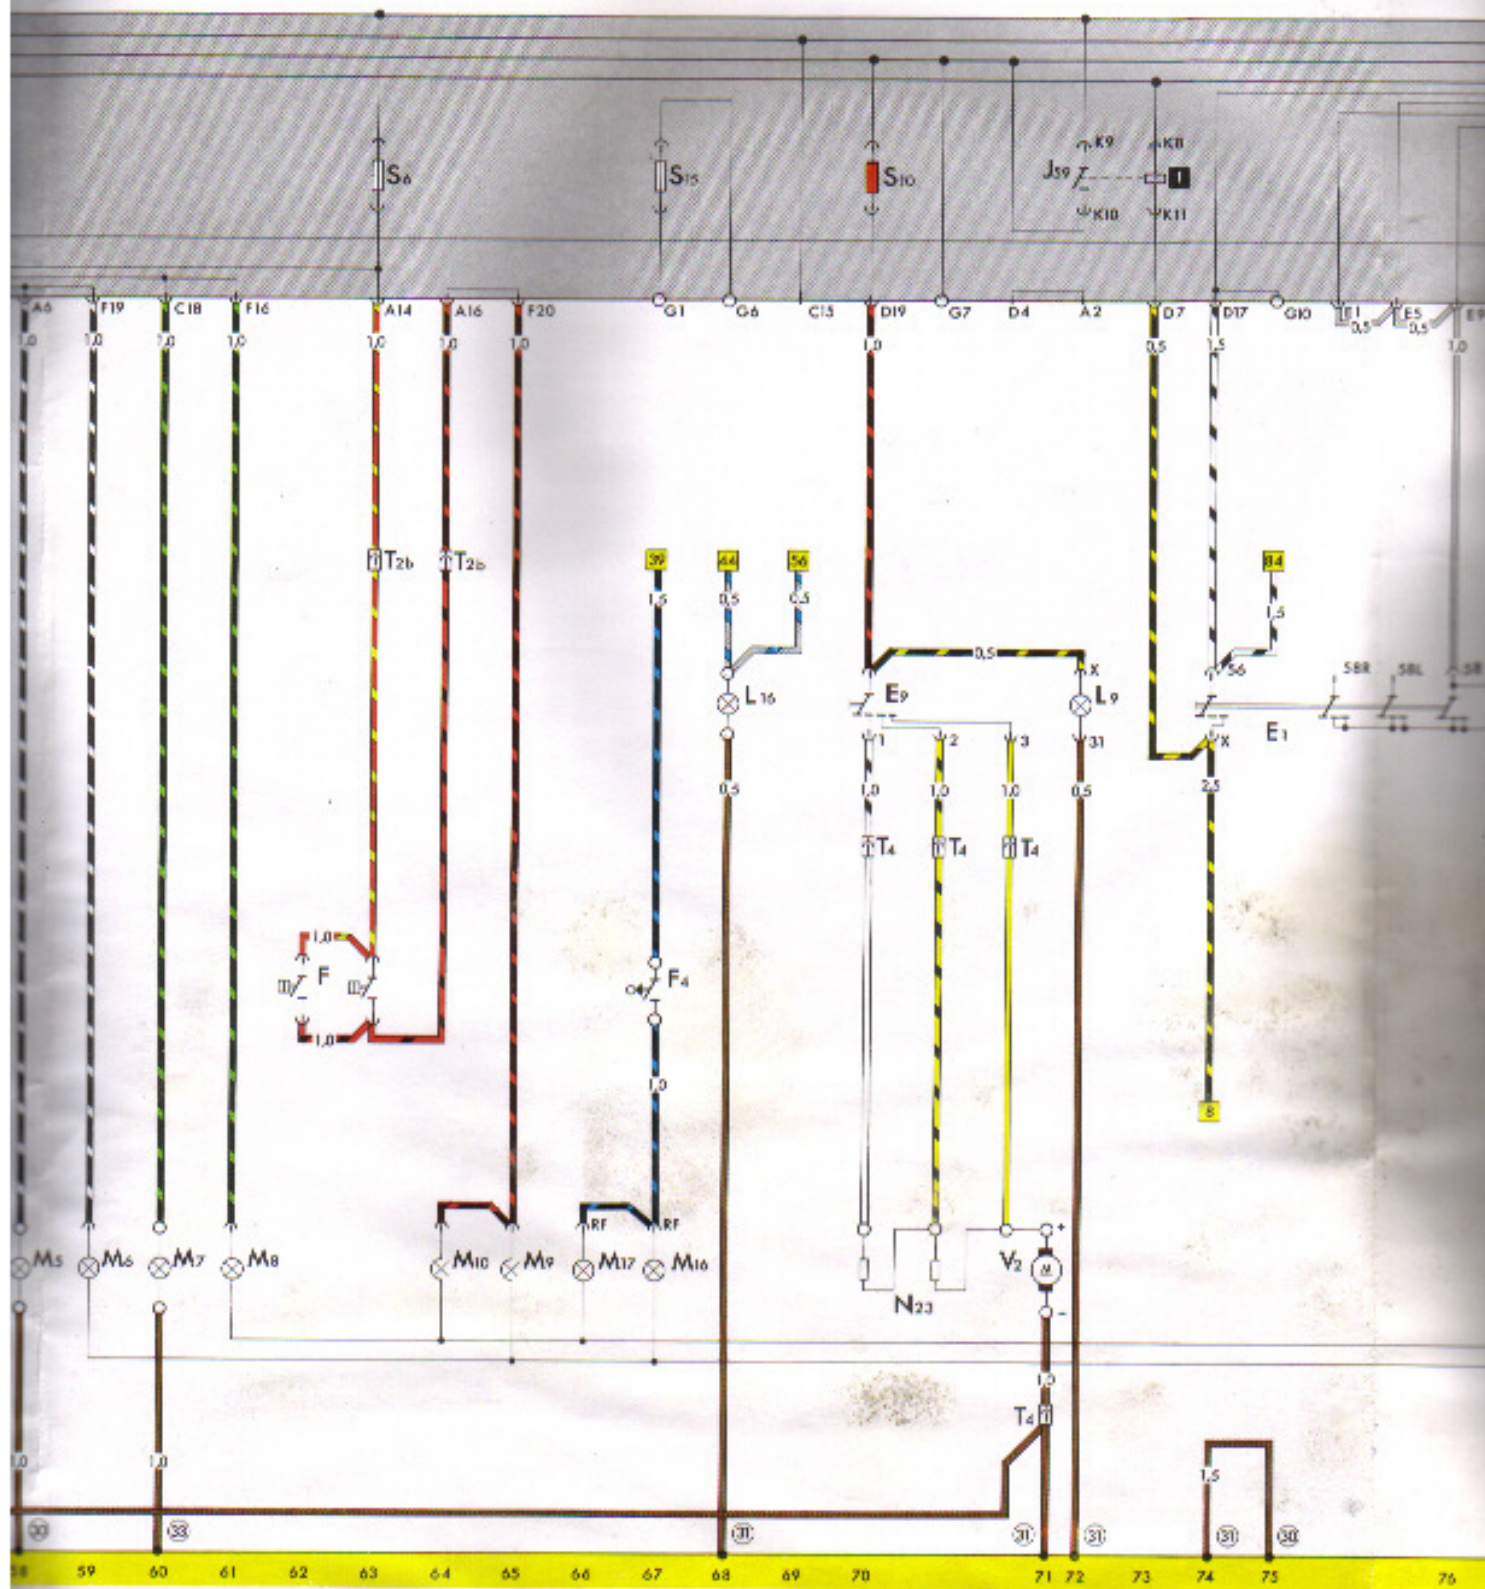 K9 K8
S6 S15 S10 J59 1
K10 K11
A6 F19 C18 F16 A14 A16 F20 G1 G6 C15 D19 G7 D4 A2 D7 D17 G10 E1 E5 E9
0,5 0,5
1,0 1,0 1,0 1,0 1,0 1,0 1,0 1,0 0,5 1,5 1,0
T2b T2b 39 44 56 84
1,5 0,5 0,5 1,5
0,5
X 56 58R 58L 58
L16 E9 L9 E1
1 2 3 31 X
0,5 1,0 1,0 1,0 0,5 2,5
T4 T4 T4
1,0
F F4
1,0
1,0
8
RF RF +
M5 M6 M7 M8 M10 M9 M17 M16 V2 M
N23 -
1,0
T4
1,0 1,0 1,5
30 33 31 31 31 31 30
58 59 60 61 62 63 64 65 66 67 68 69 70 71 72 73 74 75 76